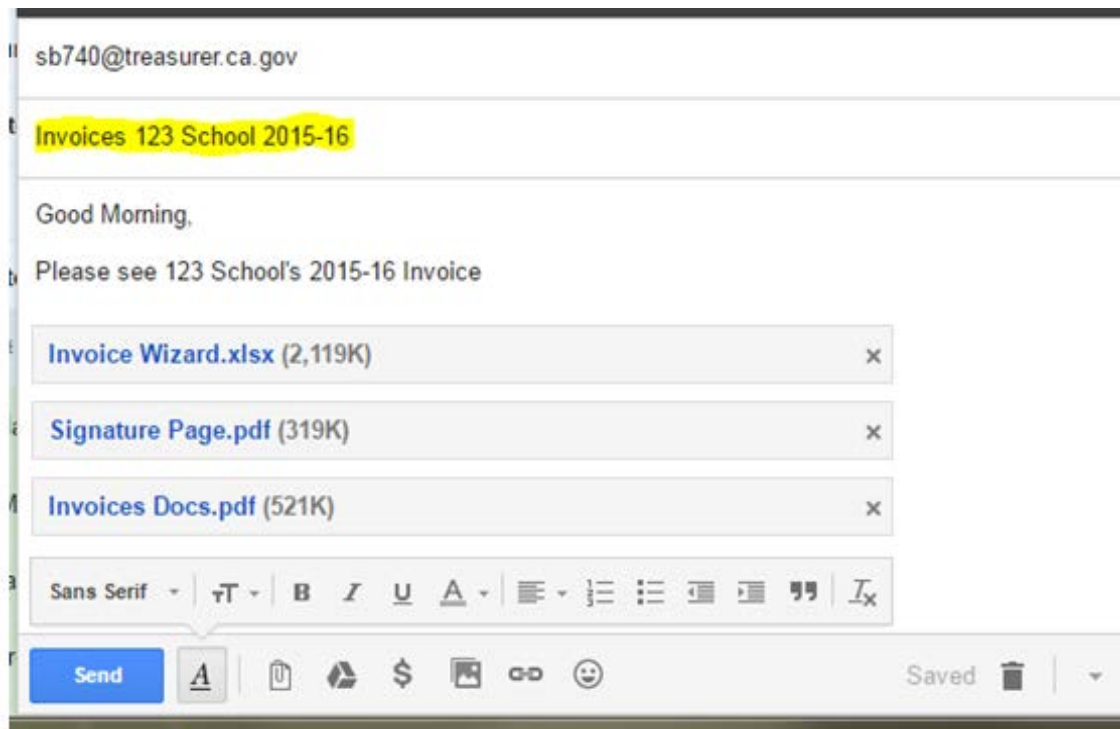 sb740@treasurer.ca.gov
Invoices 123 School 2015-16
Good Morning,
Please see 123 School's 2015-16 Invoice
Invoice Wizard.xlsx (2,119K)
Signature Page.pdf (319K)
Invoices Docs.pdf (521K)
Sans Serif
Send
Saved